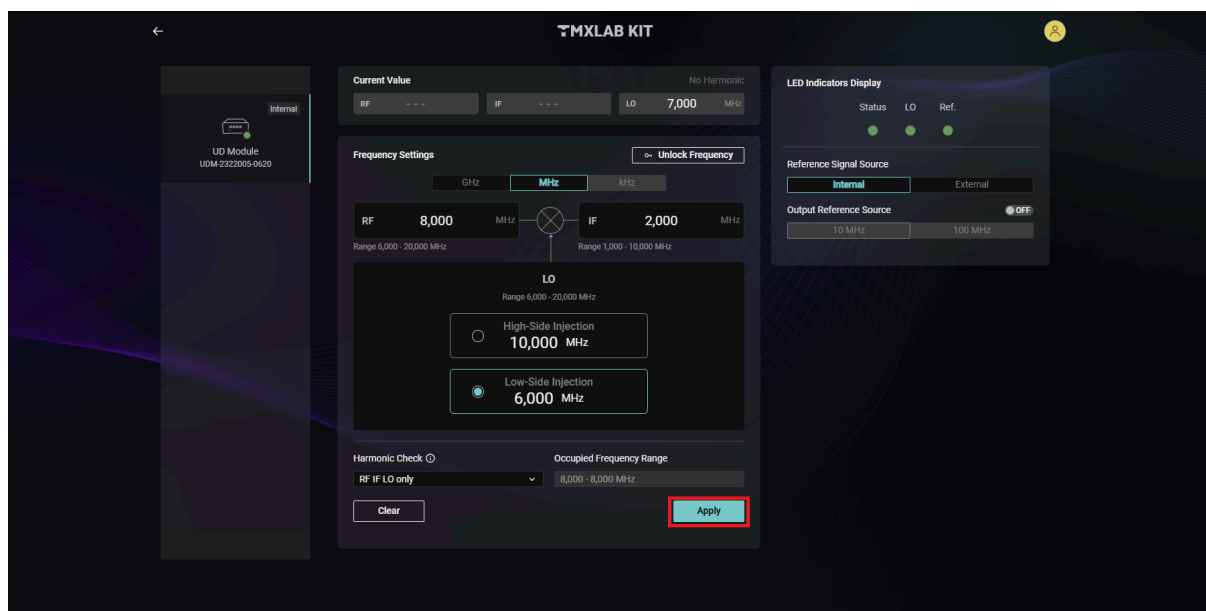 TMXLAB KIT
Internal
UD Module
UDM-2322005-0620
Current Value
No Harmonic
RF - - - IF - - - LO 7,000 MHz
Frequency Settings
Unlock Frequency
GHz MHz kHz
RF 8,000 MHz IF 2,000 MHz
Range 6,000 - 20,000 MHz Range 1,000 - 10,000 MHz
LO
Range 6,000 - 20,000 MHz
High-Side Injection
10,000 MHz
Low-Side Injection
6,000 MHz
Harmonic Check Occupied Frequency Range
RF IF LO only 8,000 - 8,000 MHz
Clear Apply
LED Indicators Display
Status LO Ref.
Reference Signal Source
Internal External
Output Reference Source OFF
10 MHz 100 MHz